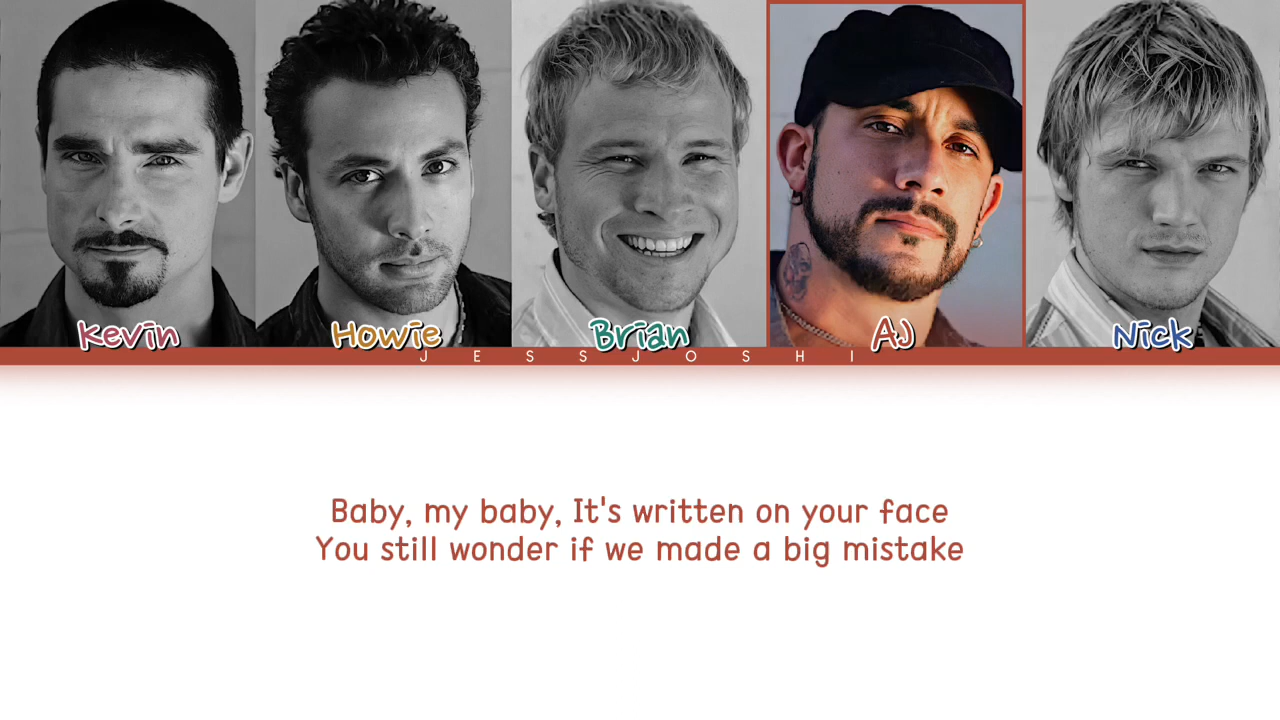 Kevin
Howie
Brian
AJ
Nick
JESSJOSHI
Baby, my baby, It's written on your face
You still wonder if we made a big mistake